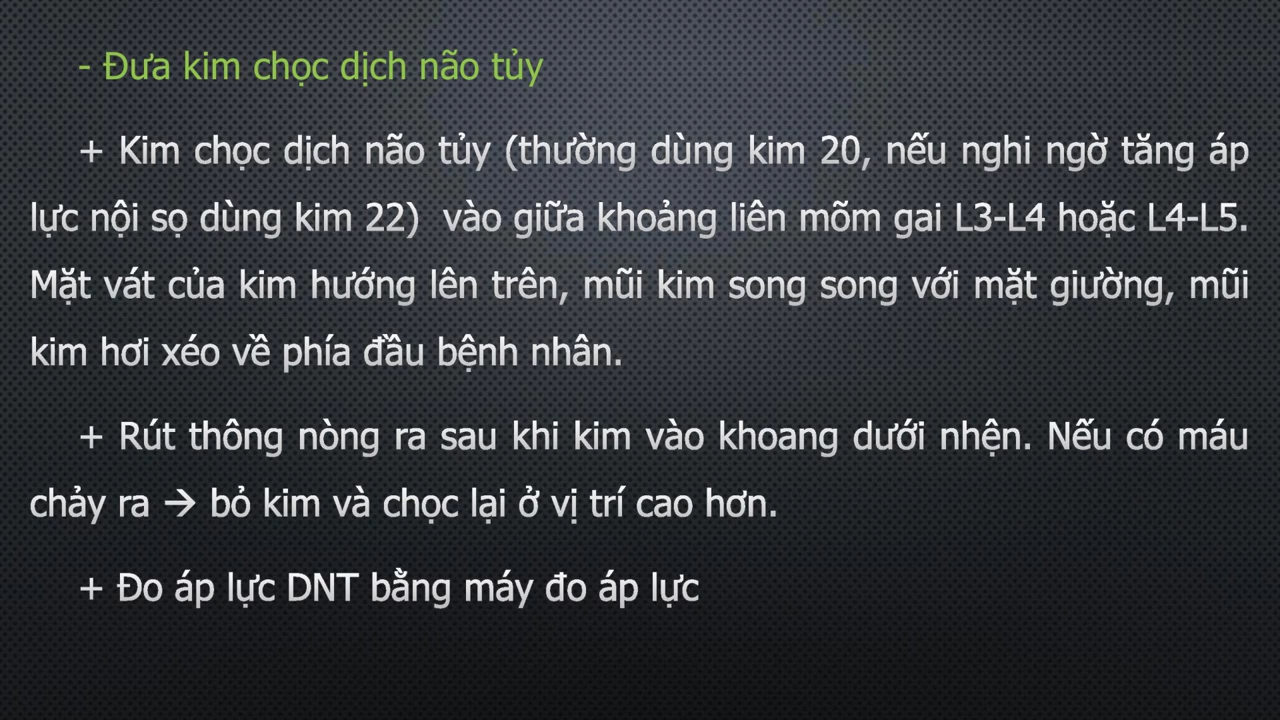 - Đưa kim chọc dịch não tủy
+ Kim chọc dịch não tủy (thường dùng kim 20, nếu nghi ngờ tăng áp
lực nội sọ dùng kim 22)  vào giữa khoảng liên mõm gai L3-L4 hoặc L4-L5.
Mặt vát của kim hướng lên trên, mũi kim song song với mặt giường, mũi
kim hơi xéo về phía đầu bệnh nhân.
+ Rút thông nòng ra sau khi kim vào khoang dưới nhện. Nếu có máu
chảy ra → bỏ kim và chọc lại ở vị trí cao hơn.
+ Đo áp lực DNT bằng máy đo áp lực